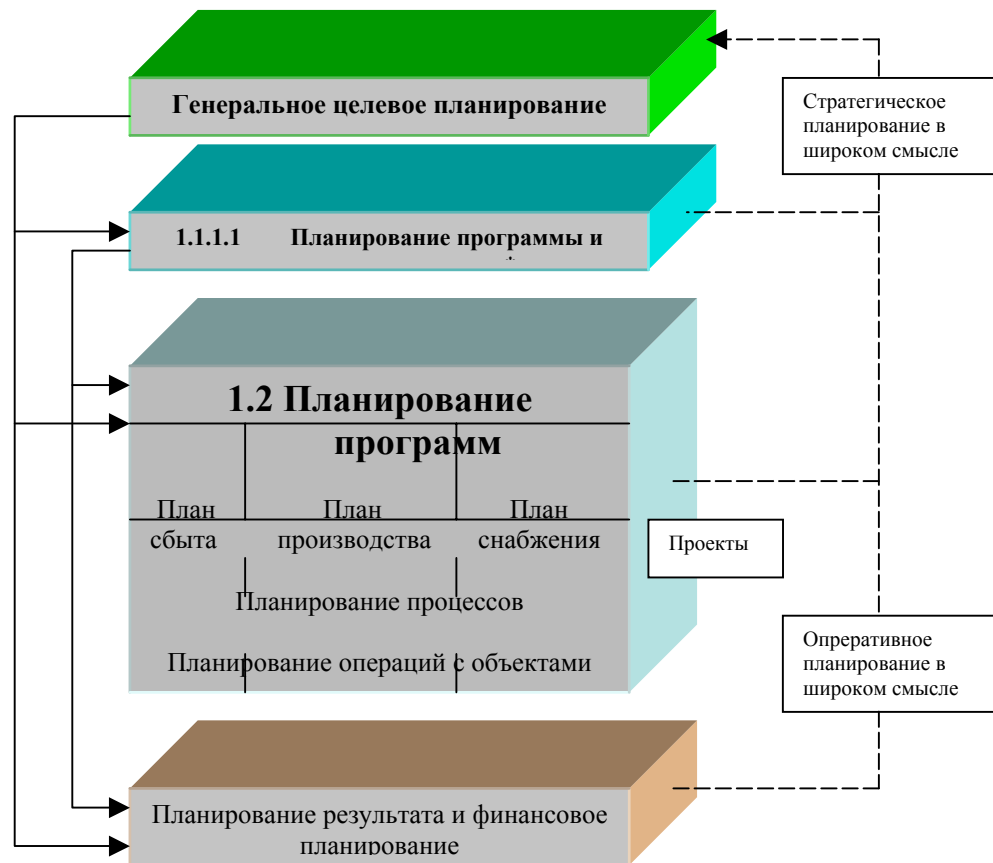 Генеральное целевое планирование
Стратегическое
планирование в
широком смысле
1.1.1.1 Планирование программы и
1.2 Планирование
программ
План
сбыта
План
производства
План
снабжения
Проекты
Планирование процессов
Планирование операций с объектами
Опреративное
планирование в
широком смысле
Планирование результата и финансовое
планирование